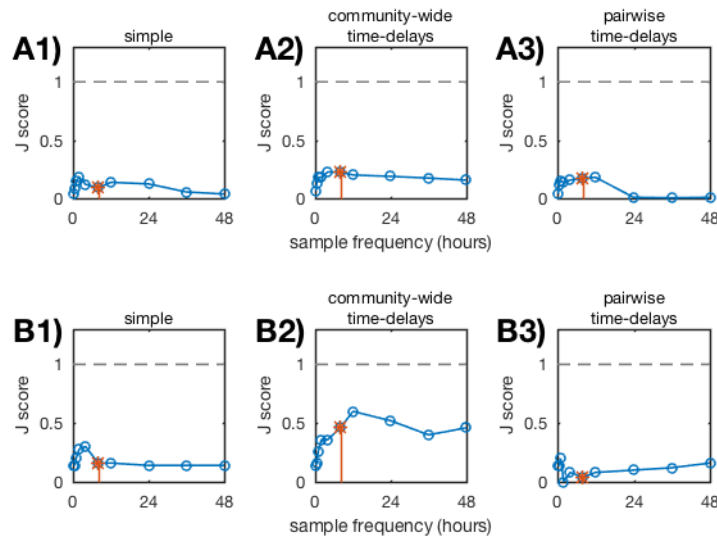 A1) simple
A2) community-wide time-delays
A3) pairwise time-delays
J score
1
0.5
0
0 24 48
J score
1
0.5
0
0 24 48
sample frequency (hours)
J score
1
0.5
0
0 24 48
B1) simple
B2) community-wide time-delays
B3) pairwise time-delays
J score
1
0.5
0
0 24 48
J score
1
0.5
0
0 24 48
sample frequency (hours)
J score
1
0.5
0
0 24 48